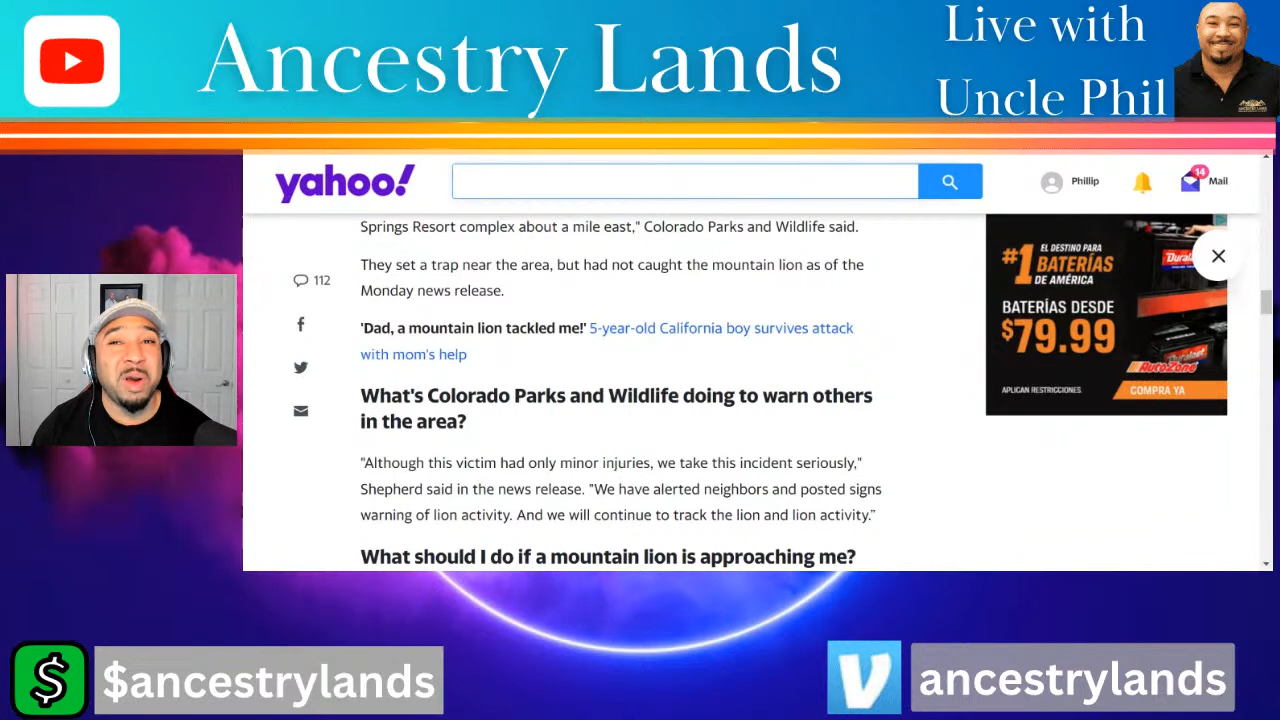 Ancestry Lands
Live with
Uncle Phil
yahoo!
Phillip
14
Mail
Springs Resort complex about a mile east," Colorado Parks and Wildlife said.
They set a trap near the area, but had not caught the mountain lion as of the
Monday news release.
112
'Dad, a mountain lion tackled me!' 5-year-old California boy survives attack
with mom's help
What's Colorado Parks and Wildlife doing to warn others
in the area?
"Although this victim had only minor injuries, we take this incident seriously,"
Shepherd said in the news release. "We have alerted neighbors and posted signs
warning of lion activity. And we will continue to track the lion and lion activity.”
What should I do if a mountain lion is approaching me?
#1 EL DESTINO PARA
BATERÍAS
DE AMÉRICA
BATERÍAS DESDE
$79.99
AutoZone
APLICAN RESTRICCIONES.
COMPRA YA
$ancestrylands
ancestrylands